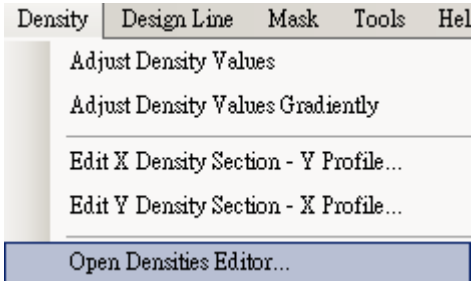 Density Design Line Mask Tools Hel
Adjust Density Values
Adjust Density Values Gradiently
Edit X Density Section - Y Profile...
Edit Y Density Section - X Profile...
Open Densities Editor...